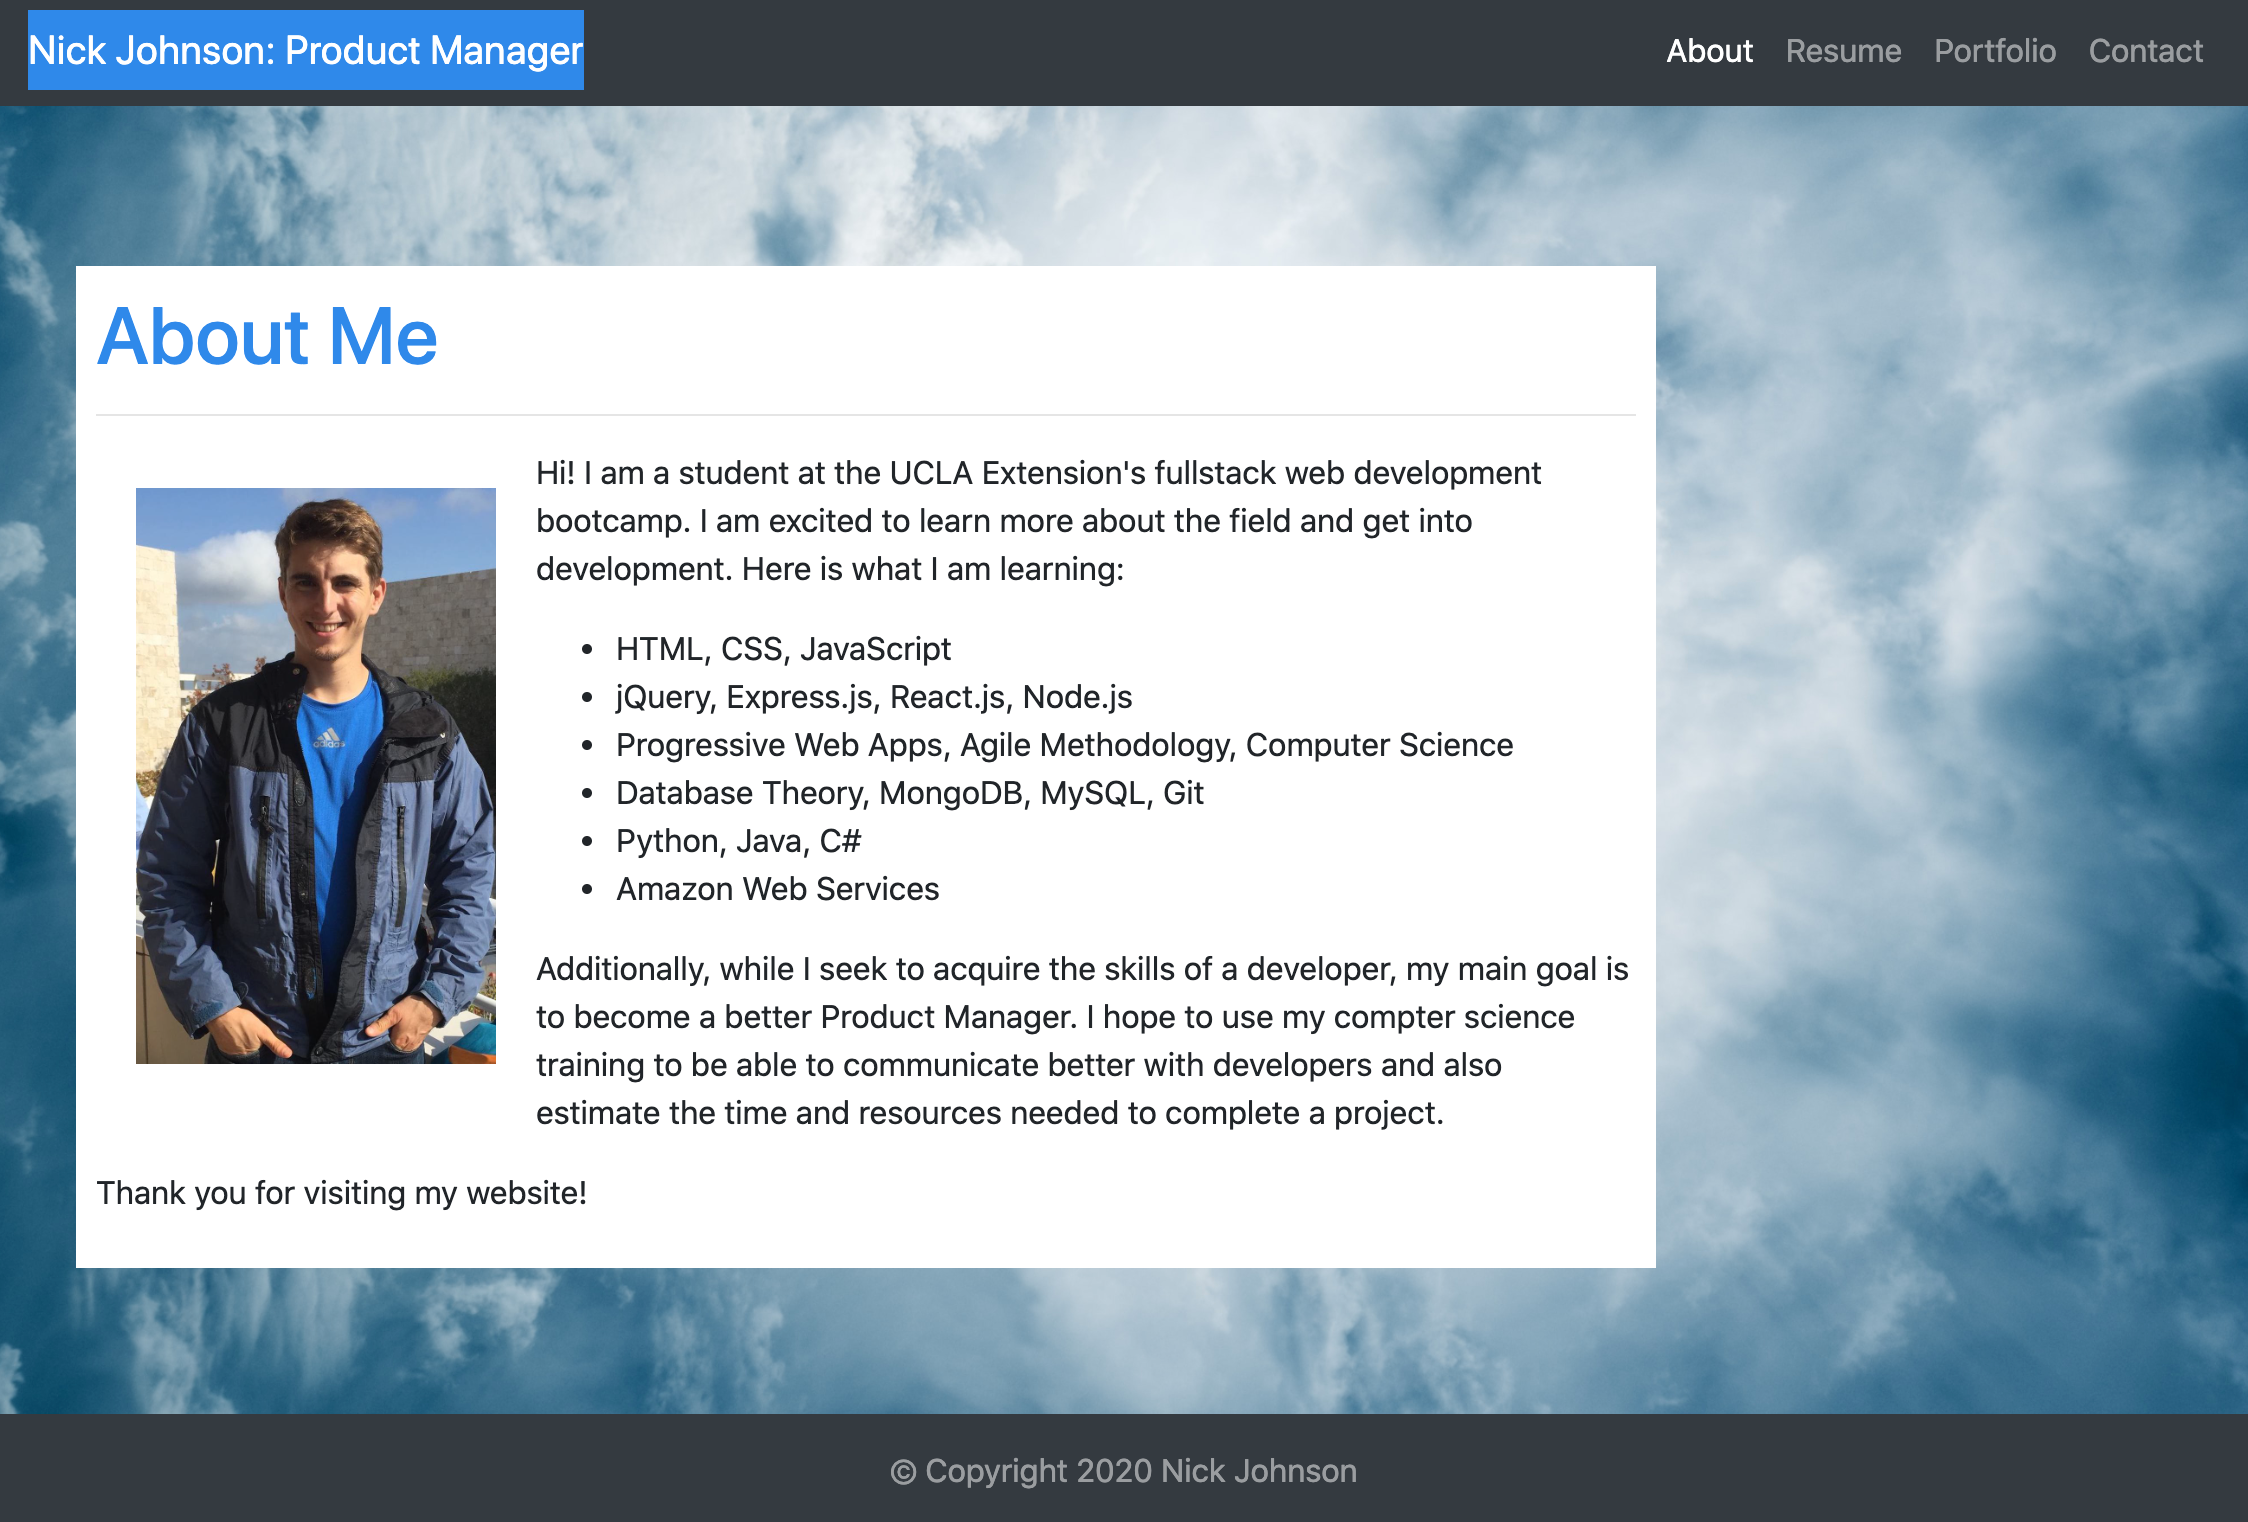 Nick Johnson: Product Manager
About Resume Portfolio Contact
About Me
Hi! I am a student at the UCLA Extension's fullstack web development
bootcamp. I am excited to learn more about the field and get into
development. Here is what I am learning:
• HTML, CSS, JavaScript
• jQuery, Express.js, React.js, Node.js
• Progressive Web Apps, Agile Methodology, Computer Science
• Database Theory, MongoDB, MySQL, Git
• Python, Java, C#
• Amazon Web Services
adidas
Additionally, while I seek to acquire the skills of a developer, my main goal is
to become a better Product Manager. I hope to use my compter science
training to be able to communicate better with developers and also
estimate the time and resources needed to complete a project.
Thank you for visiting my website!
© Copyright 2020 Nick Johnson